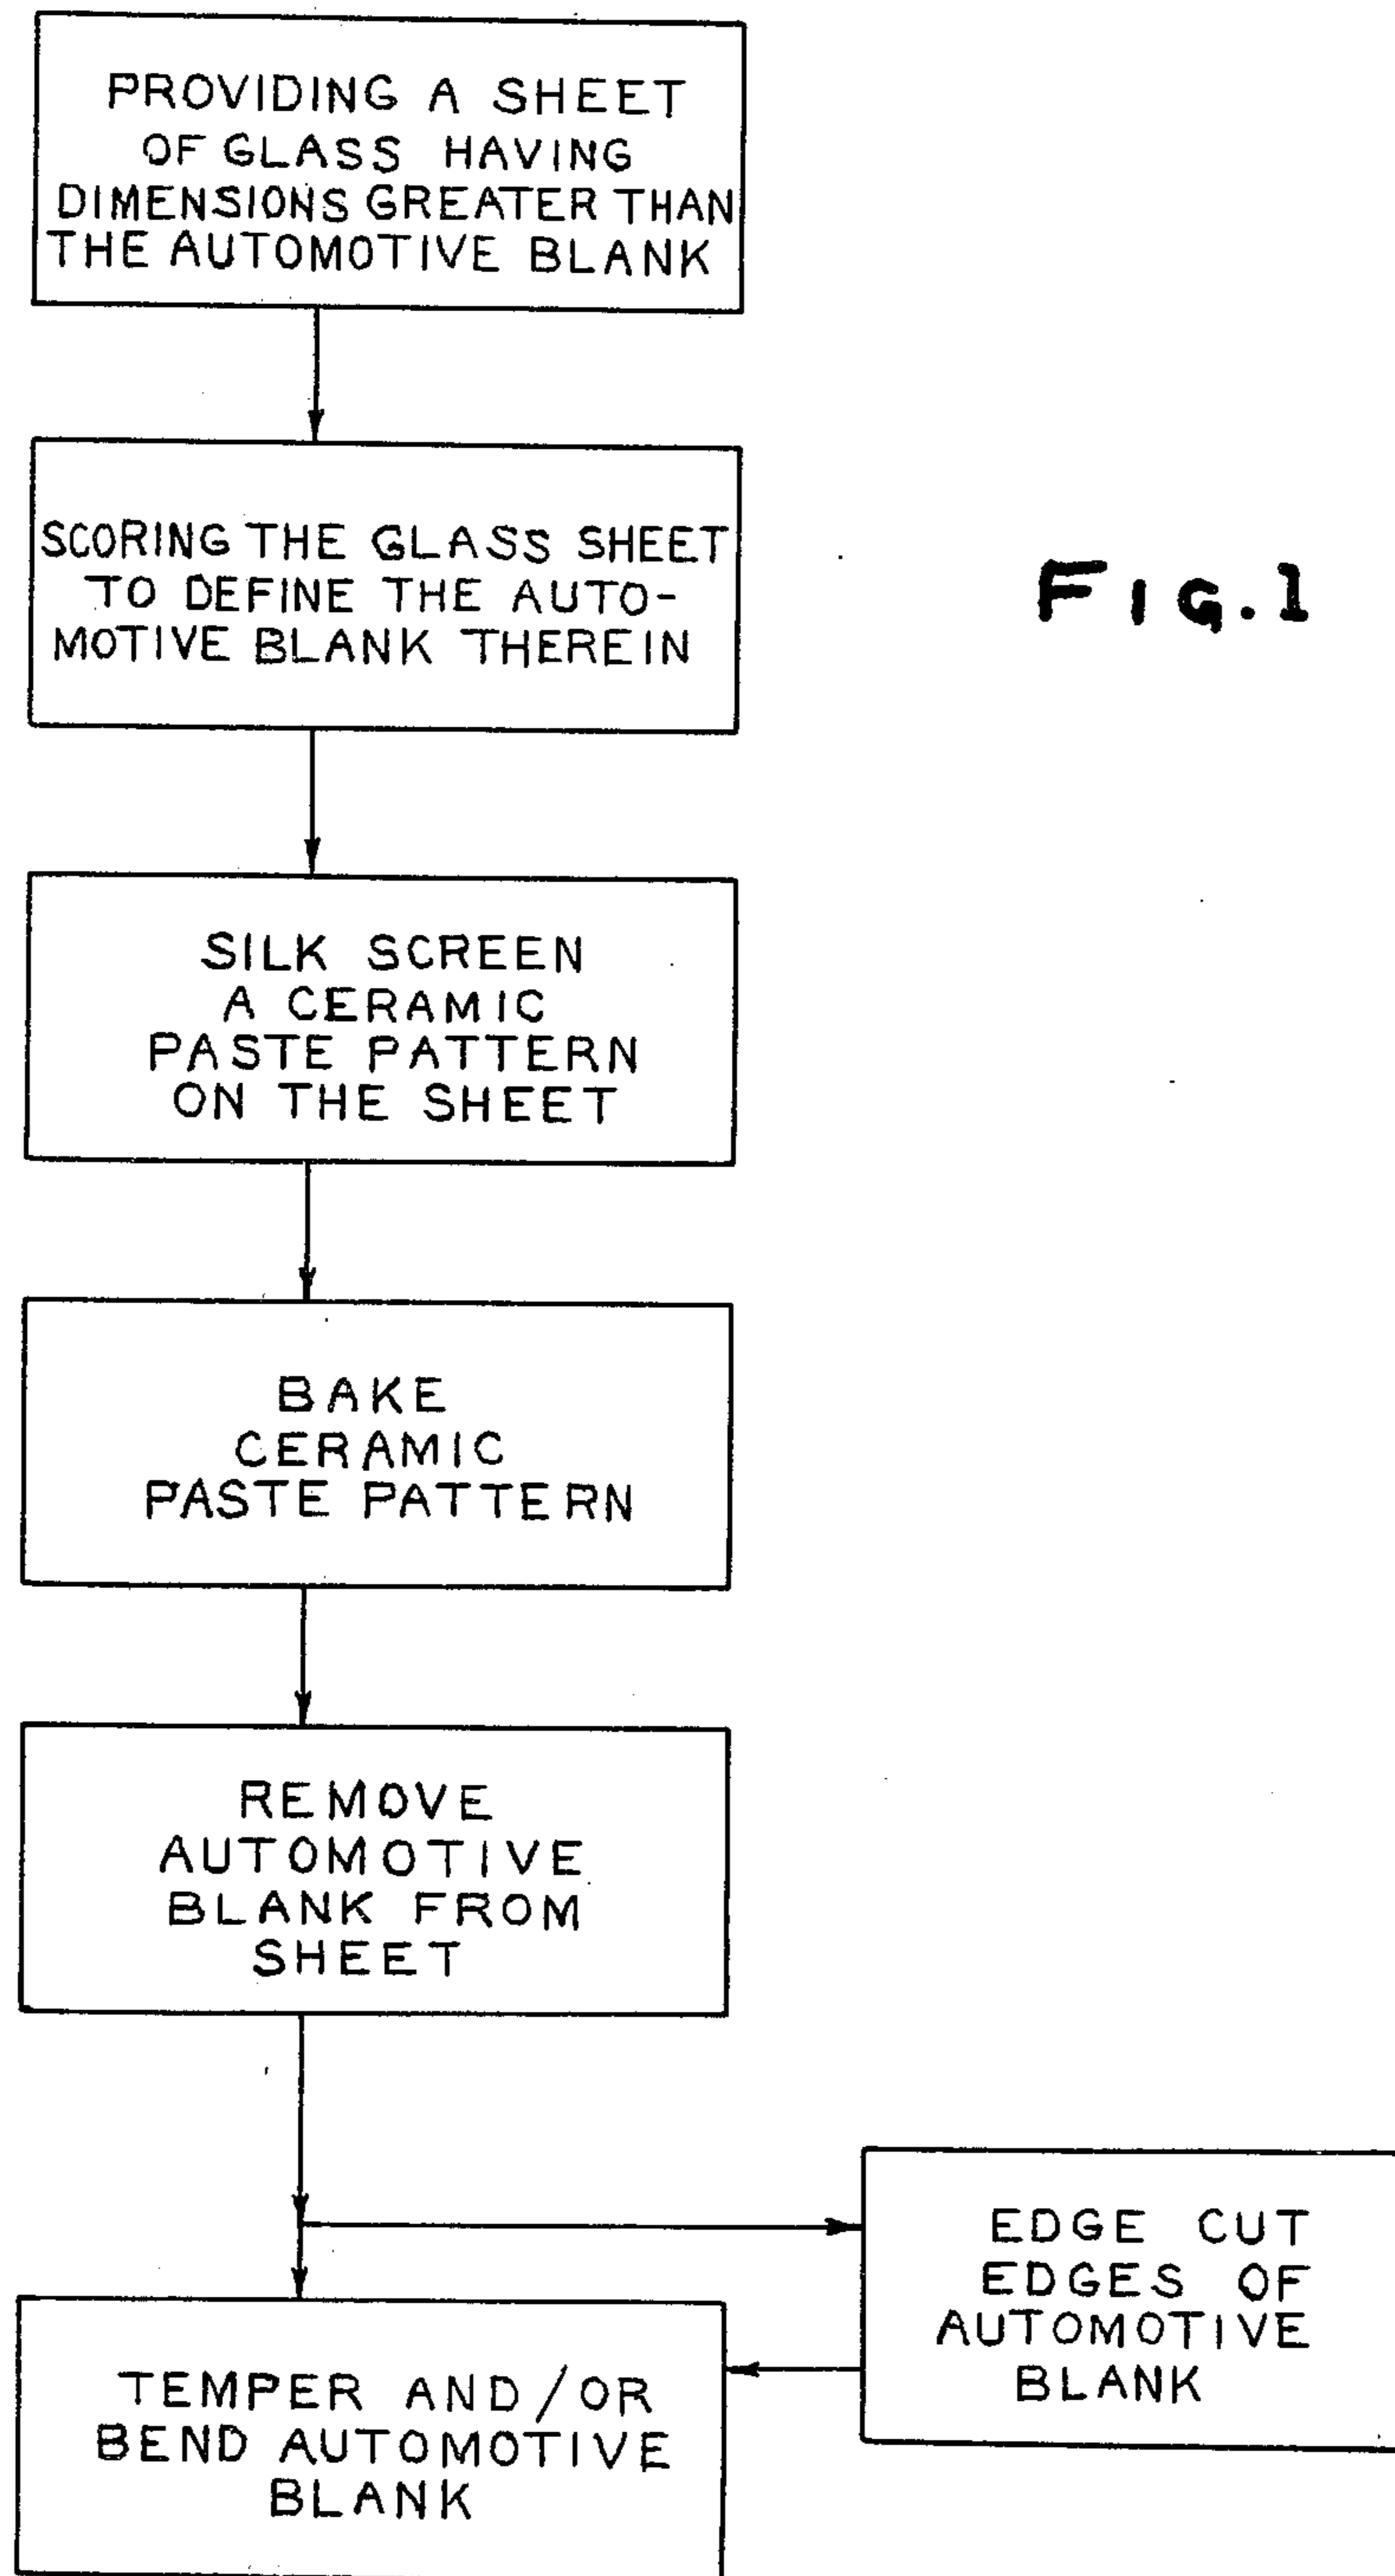 PROVIDING A SHEET
OF GLASS HAVING
DIMENSIONS GREATER THAN
THE AUTOMOTIVE BLANK
SCORING THE GLASS SHEET
TO DEFINE THE AUTO-
MOTIVE BLANK THEREIN
FIG.1
SILK SCREEN
A CERAMIC
PASTE PATTERN
ON THE SHEET
BAKE
CERAMIC
PASTE PATTERN
REMOVE
AUTOMOTIVE
BLANK FROM
SHEET
EDGE CUT
EDGES OF
AUTOMOTIVE
BLANK
TEMPER AND/OR
BEND AUTOMOTIVE
BLANK